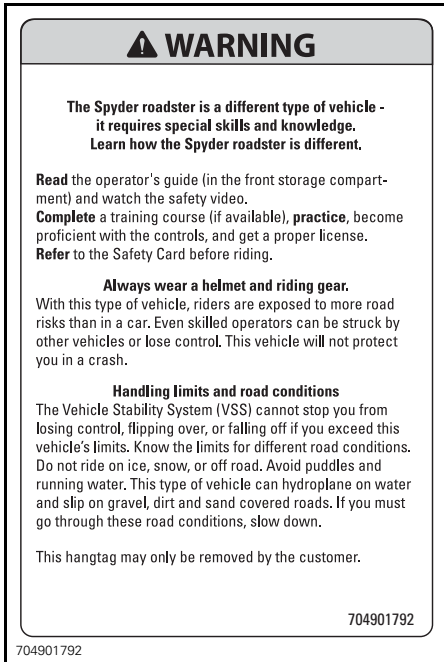 WARNING
The Spyder roadster is a different type of vehicle -
it requires special skills and knowledge.
Learn how the Spyder roadster is different.
Read the operator's guide (in the front storage compart-
ment) and watch the safety video.
Complete a training course (if available), practice, become
proficient with the controls, and get a proper license.
Refer to the Safety Card before riding.
Always wear a helmet and riding gear.
With this type of vehicle, riders are exposed to more road
risks than in a car. Even skilled operators can be struck by
other vehicles or lose control. This vehicle will not protect
you in a crash.
Handling limits and road conditions
The Vehicle Stability System (VSS) cannot stop you from
losing control, flipping over, or falling off if you exceed this
vehicle's limits. Know the limits for different road conditions.
Do not ride on ice, snow, or off road. Avoid puddles and
running water. This type of vehicle can hydroplane on water
and slip on gravel, dirt and sand covered roads. If you must
go through these road conditions, slow down.
This hangtag may only be removed by the customer.
704901792
704901792